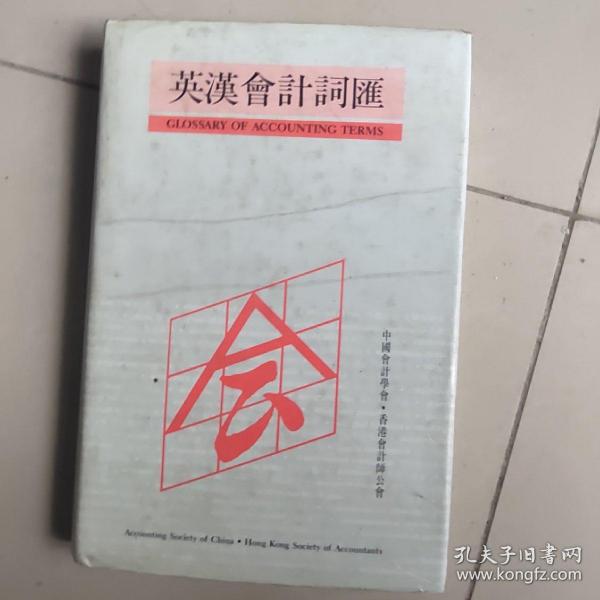 英漢會計詞匯
GLOSSARY OF ACCOUNTING TERMS
会
中國會計學會・香港會計師公會
Accounting Society of China • Hong Kong Society of Accountants
孔夫子旧书网
www.kongfz.com